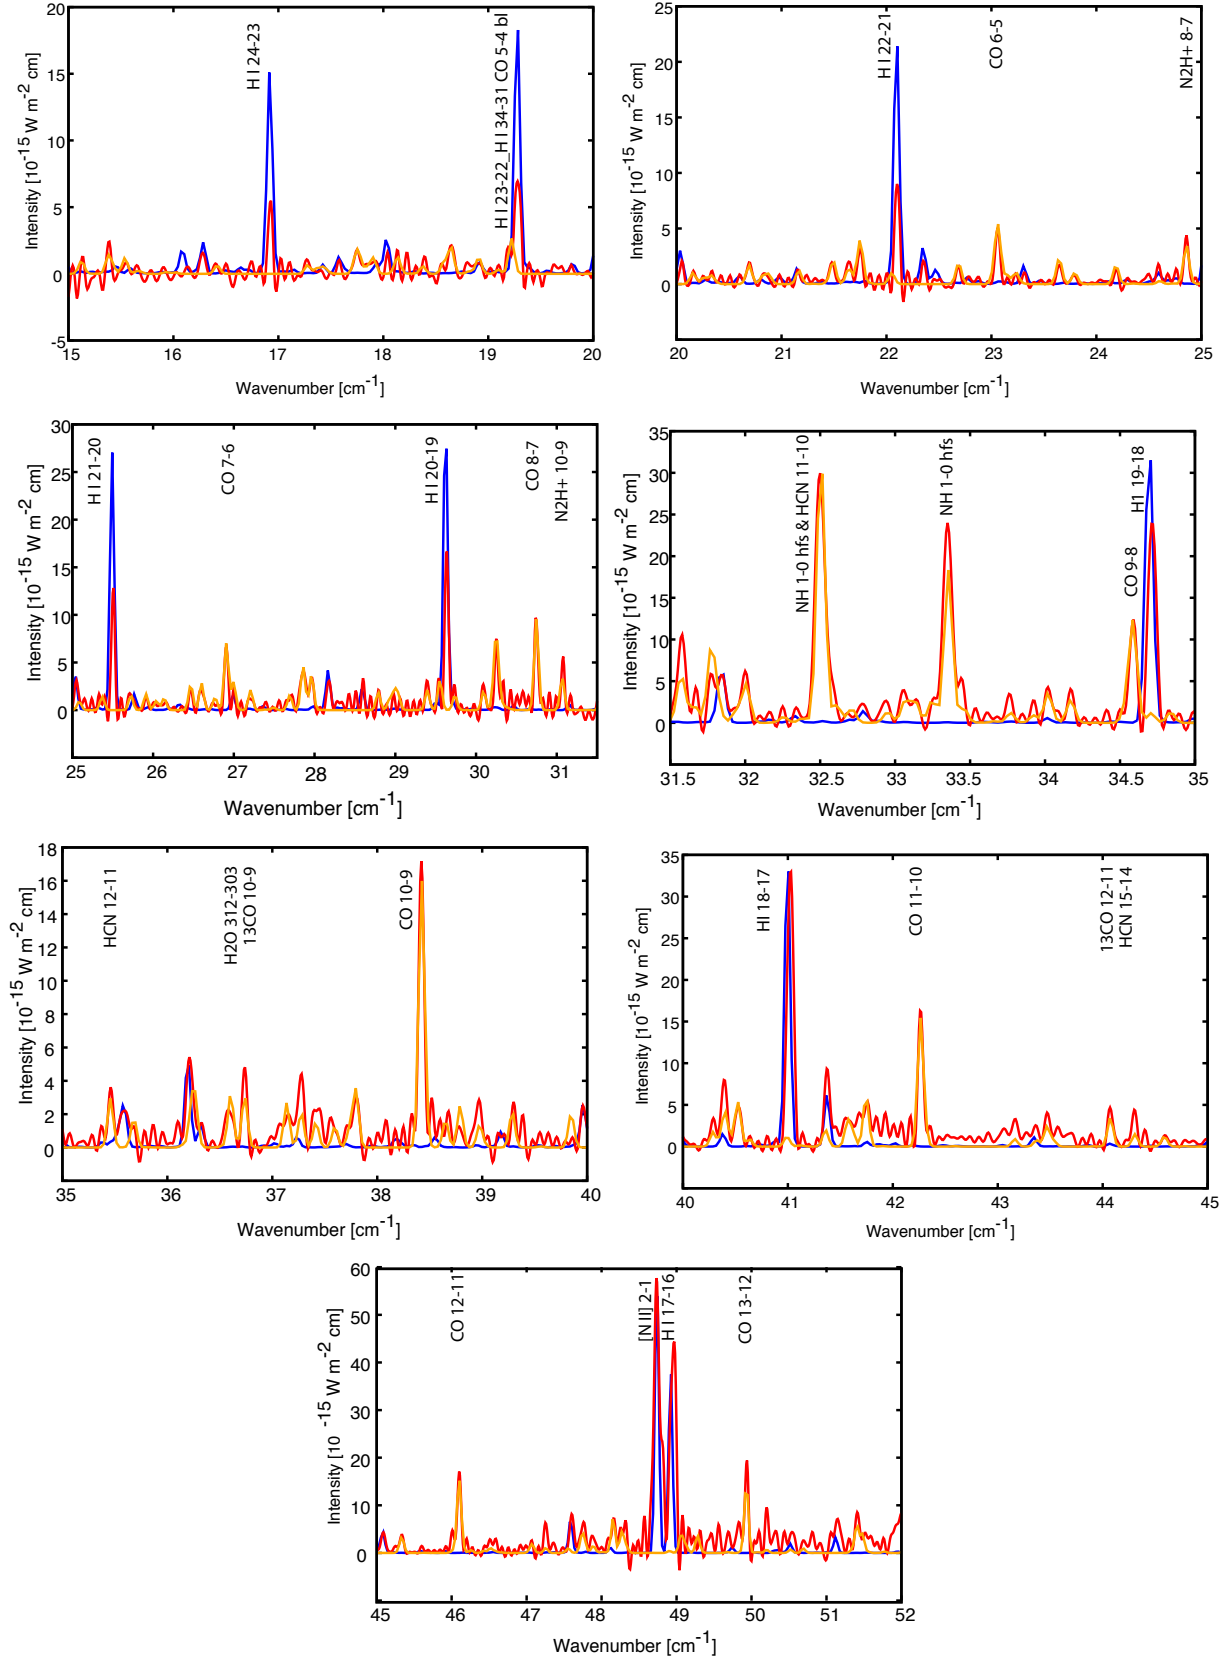 20
15
10
5
0
-5
15 16 17 18 19 20
Intensity [10-15 W m-2 cm]
Wavenumber [cm-1]
H I 24-23
H I 23-22_H I 34-31 CO 5-4 bl
25
20
15
10
5
0
20 21 22 23 24 25
Intensity [10-15 W m-2 cm]
Wavenumber [cm-1]
H I 22-21
CO 6-5
N2H+ 8-7
30
25
20
15
10
5
0
25 26 27 28 29 30 31
Intensity [10-15 W m-2 cm)
Wavenumber [cm-1]
H I 21-20
CO 7-6
H I 20-19
CO 8-7
N2H+ 10-9
35
30
25
20
15
10
5
0
31.5 32 32.5 33 33.5 34 34.5 35
Intensity [10-15 W m-2 cm)
Wavenumber [cm-1]
NH 1-0 hfs & HCN 11-10
NH 1-0 hfs
CO 9-8
H1 19-18
18
16
14
12
10
8
6
4
2
0
35 36 37 38 39 40
Intensity [10-15 W m-2 cm)
Wavenumber [cm-1]
HCN 12-11
H2O 312-303
13CO 10-9
CO 10-9
35
30
25
20
15
10
5
0
40 41 42 43 44 45
Intensity [10-15 W m-2 cm)
Wavenumber [cm-1]
HI 18-17
CO 11-10
13CO 12-11
HCN 15-14
60
50
40
30
20
10
0
45 46 47 48 49 50 51 52
Intensity [10 -15 W m-2 cm)
Wavenumber [cm-1]
CO 12-11
[N II] 2-1
H I 17-16
CO 13-12